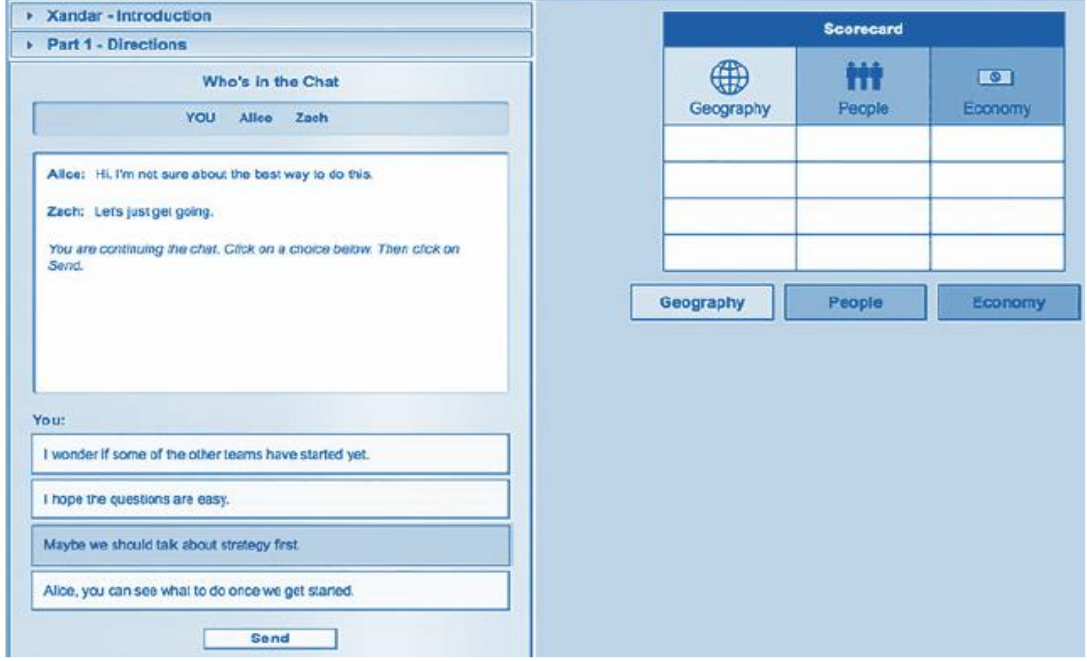 Xandar - Introduction
Part 1 - Directions
Who's in the Chat
YOU Alice Zach
Alice: Hi. I'm not sure about the best way to do this.
Zach: Let's just get going.
You are continuing the chat. Click on a choice below. Then click on
Send.
You:
I wonder if some of the other teams have started yet.
I hope the questions are easy.
Maybe we should talk about strategy first.
Alice, you can see what to do once we get started.
Send
Scorecard
Geography People Economy
Geography People Economy